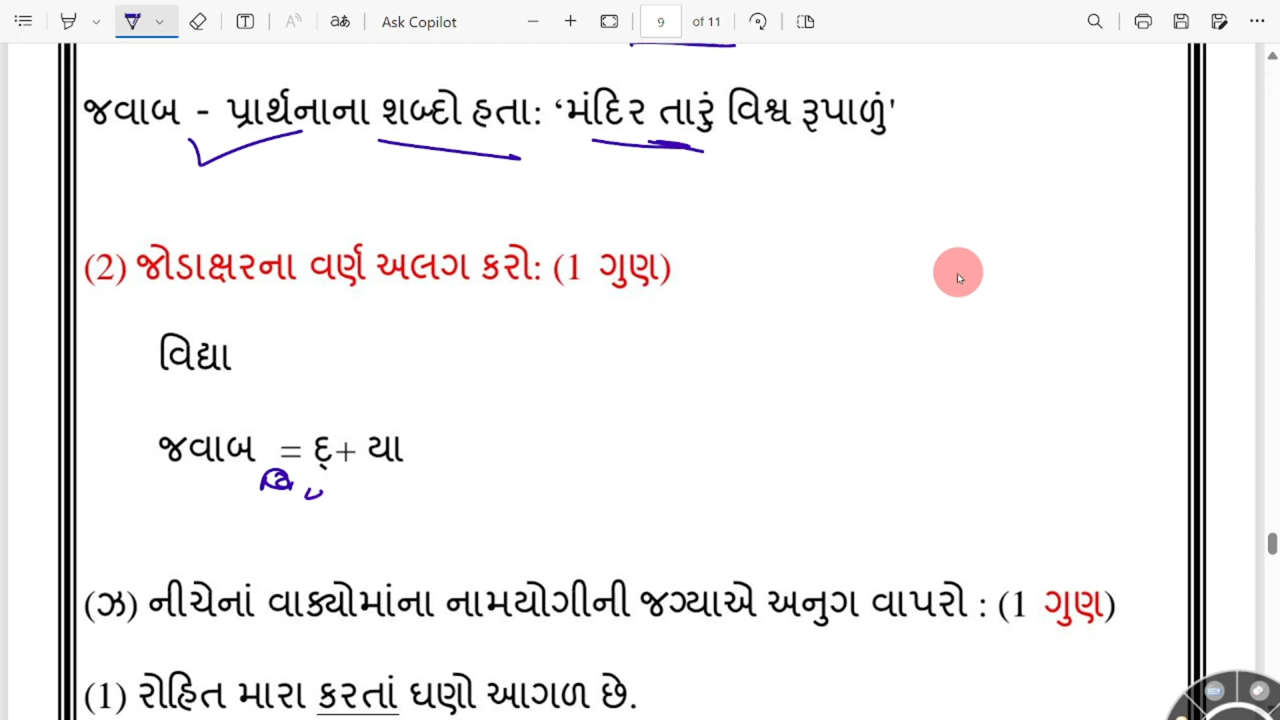 Ask Copilot 9 of 11
જવાબ - પ્રાર્થનાના શબ્દો હતા: ‘મંદિર તારું વિશ્વ રૂપાળું'
(2) જોડાક્ષરના વર્ણ અલગ કરો: (1 ગુણ)
વિદ્યા
જવાબ = દ્+ યા
વિ
(ઝ) નીચેનાં વાક્યોમાંના નામયોગીની જગ્યાએ અનુગ વાપરો : (1 ગુણ)
(1) રોહિત મારા કરતાં ઘણો આગળ છે.